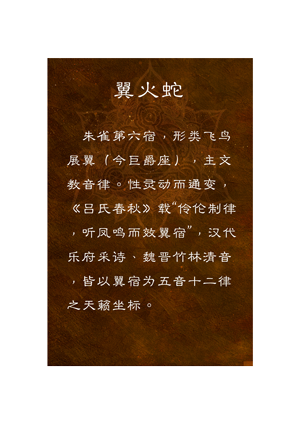 翼火蛇
朱雀第六宿，形类飞鸟
展翼（今巨爵座），主文
教音律。性灵动而通变，
《吕氏春秋》载“伶伦制律
，听凤鸣而效翼宿”，汉代
乐府采诗、魏晋竹林清音
，皆以翼宿为五音十二律
之天籁坐标。